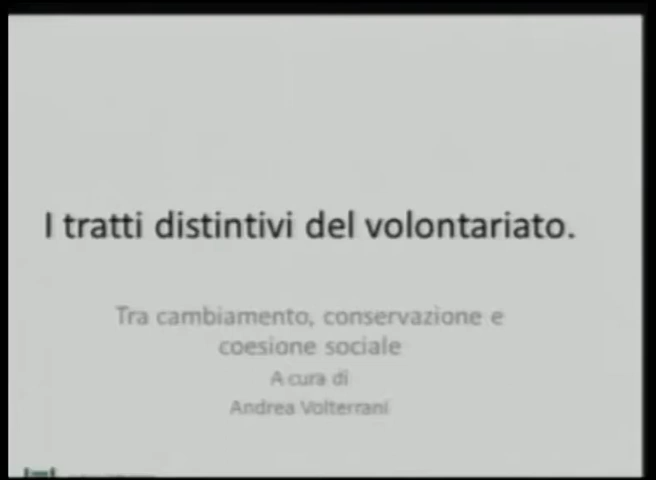 I tratti distintivi del volontariato.
Tra cambiamento, conservazione e
coesione sociale
A cura di
Andrea Volterrani